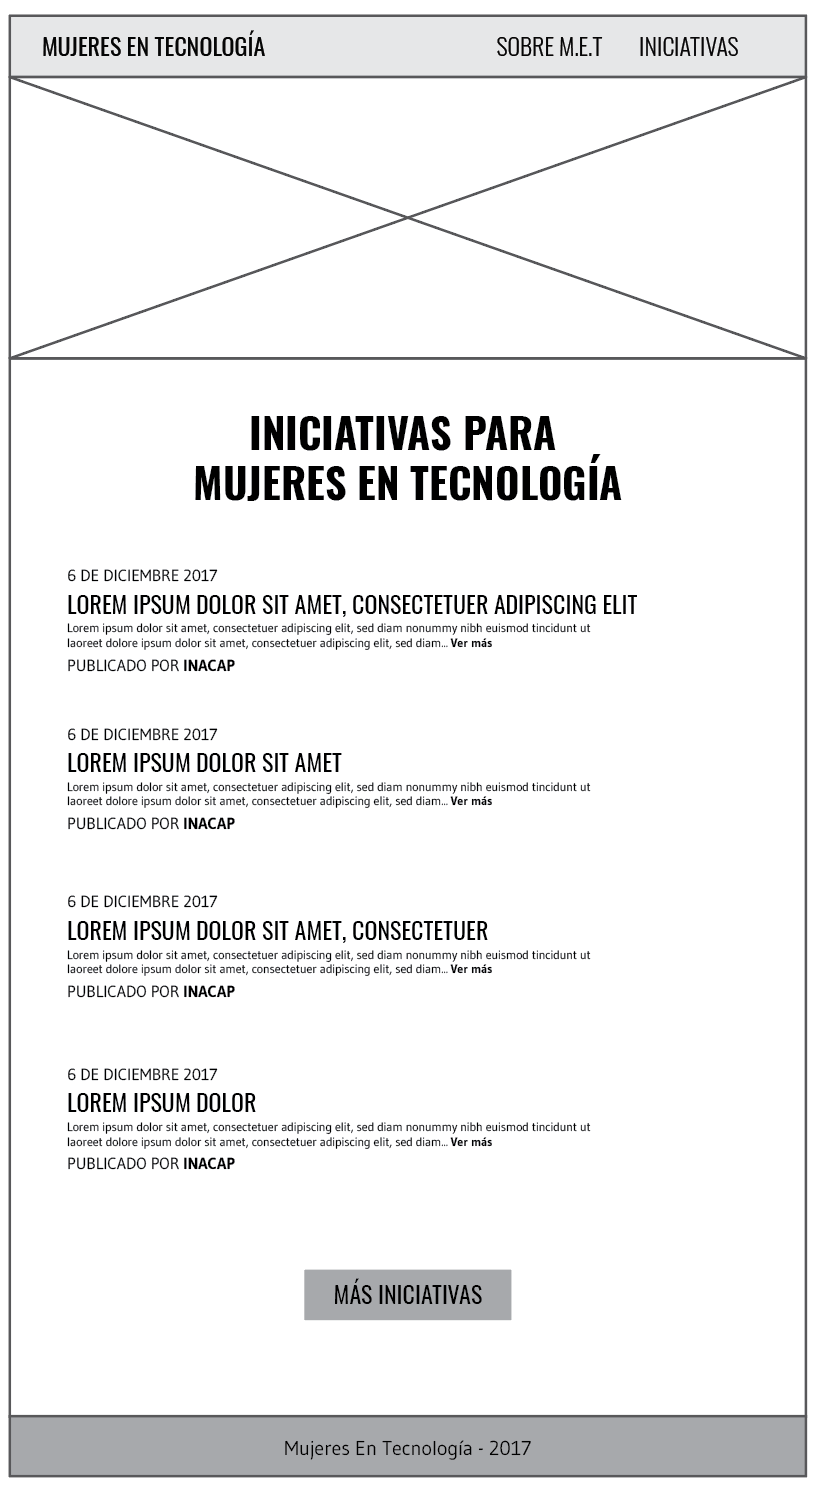 MUJERES EN TECNOLOGÍA SOBRE M.E.T INICIATIVAS
INICIATIVAS PARA
MUJERES EN TECNOLOGÍA
6 DE DICIEMBRE 2017
LOREM IPSUM DOLOR SIT AMET, CONSECTETUER ADIPISCING ELIT
Lorem ipsum dolor sit amet, consectetuer adipiscing elit, sed diam nonummy nibh euismod tincidunt ut
laoreet dolore ipsum dolor sit amet, consectetuer adipiscing elit, sed diam... Ver más
PUBLICADO POR INACAP
6 DE DICIEMBRE 2017
LOREM IPSUM DOLOR SIT AMET
Lorem ipsum dolor sit amet, consectetuer adipiscing elit, sed diam nonummy nibh euismod tincidunt ut
laoreet dolore ipsum dolor sit amet, consectetuer adipiscing elit, sed diam... Ver más
PUBLICADO POR INACAP
6 DE DICIEMBRE 2017
LOREM IPSUM DOLOR SIT AMET, CONSECTETUER
Lorem ipsum dolor sit amet, consectetuer adipiscing elit, sed diam nonummy nibh euismod tincidunt ut
laoreet dolore ipsum dolor sit amet, consectetuer adipiscing elit, sed diam... Ver más
PUBLICADO POR INACAP
6 DE DICIEMBRE 2017
LOREM IPSUM DOLOR
Lorem ipsum dolor sit amet, consectetuer adipiscing elit, sed diam nonummy nibh euismod tincidunt ut
laoreet dolore ipsum dolor sit amet, consectetuer adipiscing elit, sed diam... Ver más
PUBLICADO POR INACAP
MÁS INICIATIVAS
Mujeres En Tecnología - 2017